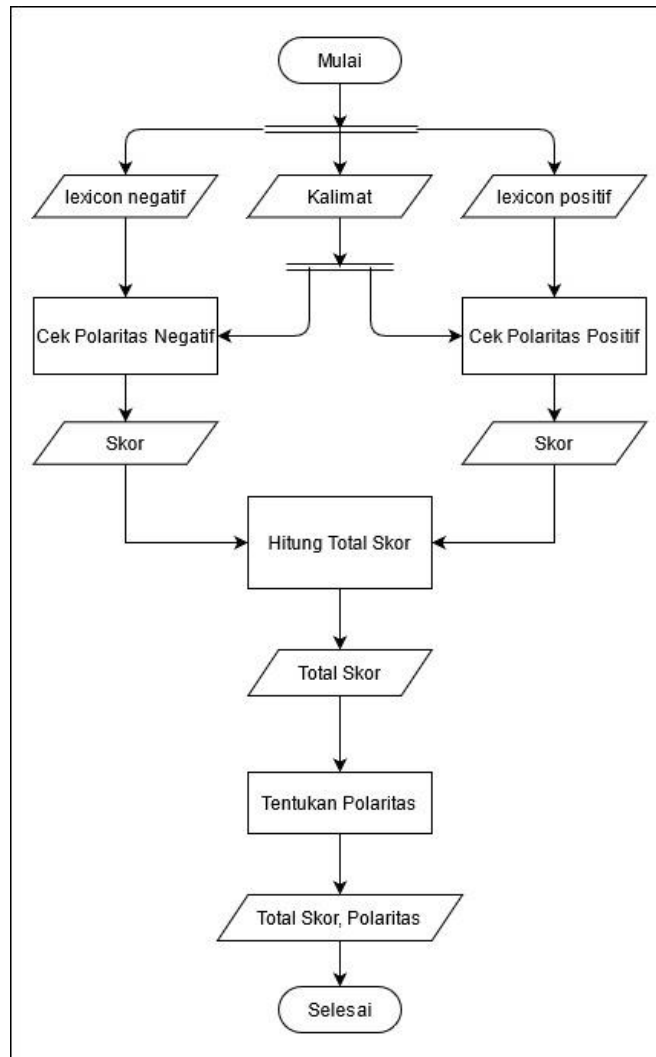 Mulai
lexicon negatif
Kalimat
lexicon positif
Cek Polaritas Negatif
Cek Polaritas Positif
Skor
Skor
Hitung Total Skor
Total Skor
Tentukan Polaritas
Total Skor, Polaritas
Selesai